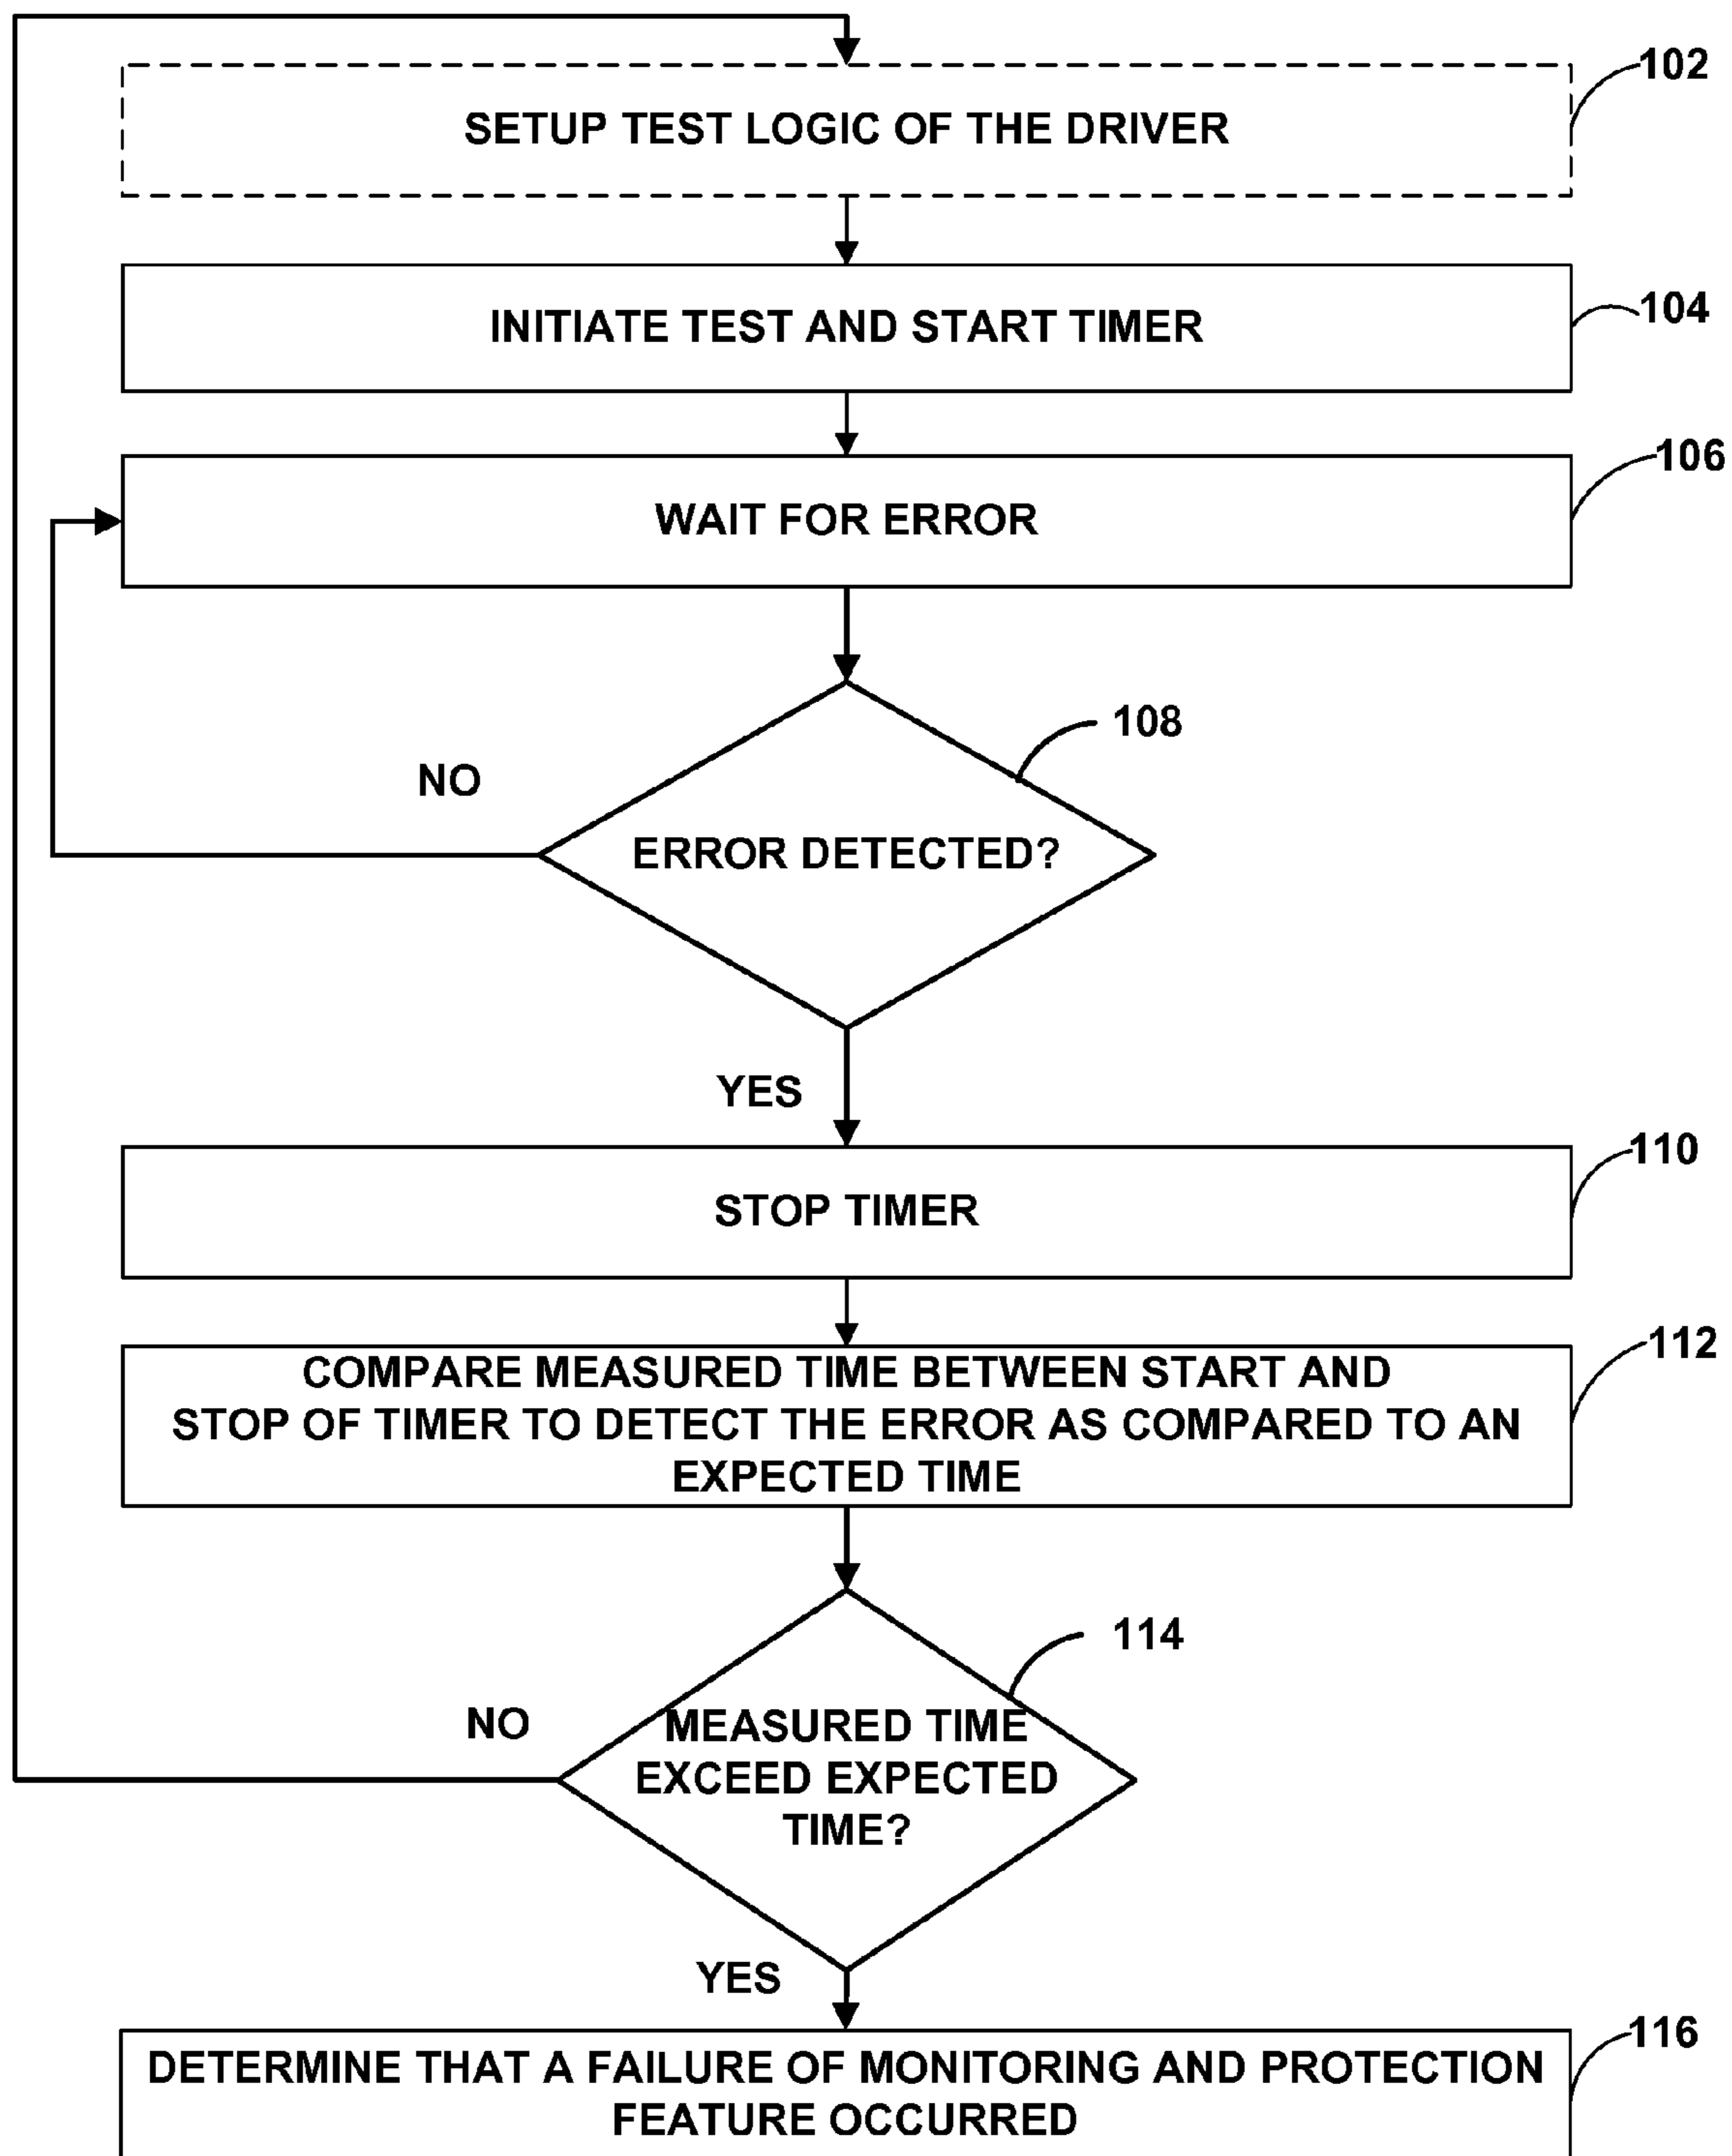 102
SETUP TEST LOGIC OF THE DRIVER
104
INITIATE TEST AND START TIMER
106
WAIT FOR ERROR
108
NO
ERROR DETECTED?
YES
110
STOP TIMER
112
COMPARE MEASURED TIME BETWEEN START AND
STOP OF TIMER TO DETECT THE ERROR AS COMPARED TO AN
EXPECTED TIME
114
NO
MEASURED TIME
EXCEED EXPECTED
TIME?
YES
116
DETERMINE THAT A FAILURE OF MONITORING AND PROTECTION
FEATURE OCCURRED